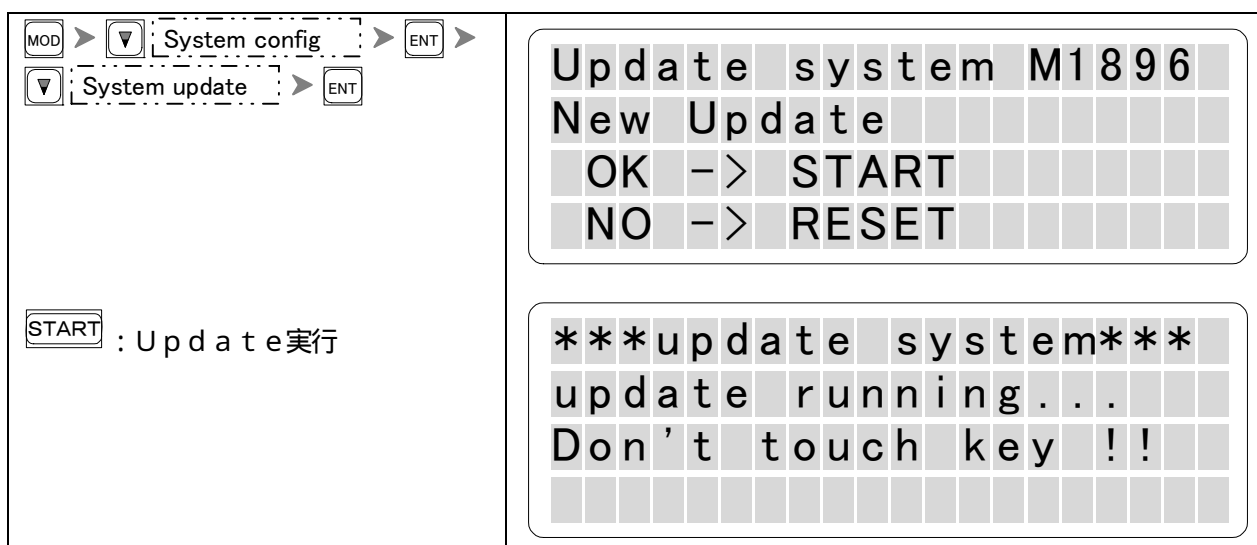 MOD > ▼ System config > ENT >
▼ System update > ENT
Update system M1896
New Update
OK -> START
NO -> RESET
START : Update実行
***update system***
update running...
Don't touch key !!